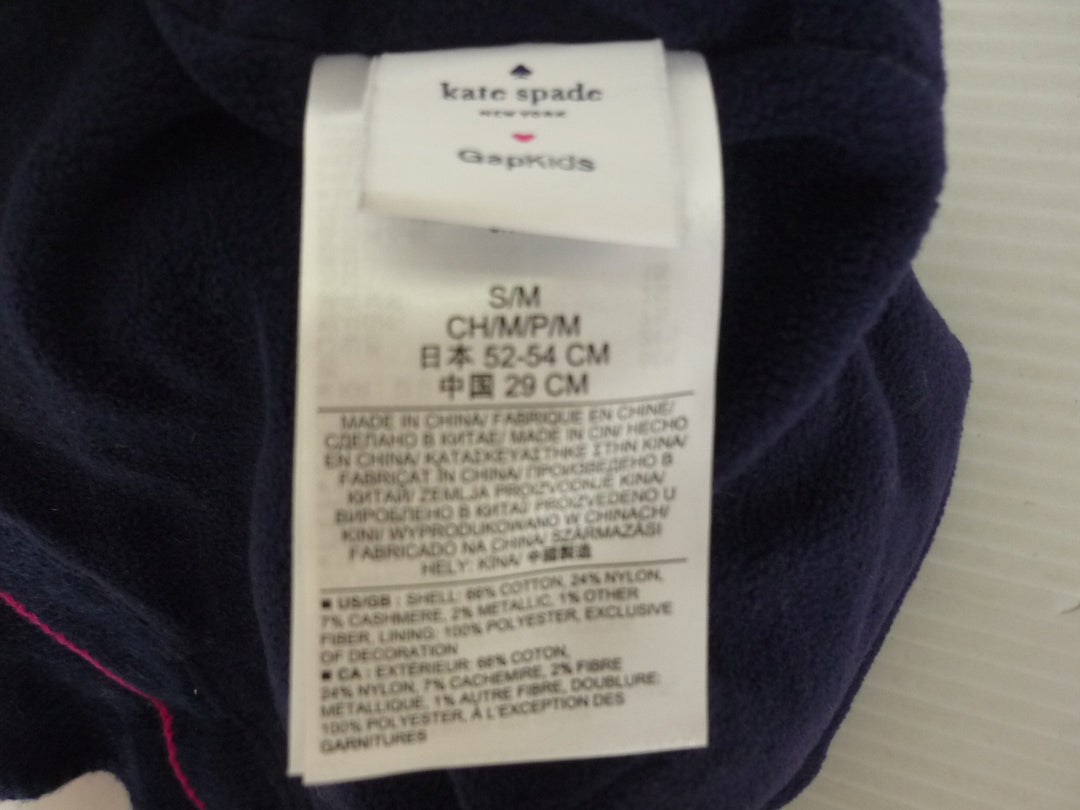 kate spade
NEW YORK
GapKids
S/M
CH/M/P/M
日本 52-54 CM
中国 29 CM
MADE IN CHINA/ FABRIQUE EN CHINE/
СДЕЛАНО В КИТАЕ/ MADE IN CIN/ HECHO
EN CHINA/ ΚΑΤΑΣΚΕΥΑΣΤΗΚΕ ΣΤΗΝ ΚΙΝΑ/
FABRICAT ÎN CHINA/ ПРОИЗВЕДЕНО В
КИТАЙ/ ZEMLJA PROIZVODNJE KINA/
ВИРОБЛЕНО В КИТАЇ/ PROIZVEDENO U
KINI/ WYPRODUKOWANO W CHINACH/
FABRICADO NA CHINA/ SZÁRMAZÁSI
HELY: KÍNA/ 中國製造
■ US/GB : SHELL: 66% COTTON, 24% NYLON,
7% CASHMERE, 2% METALLIC, 1% OTHER
FIBER, LINING: 100% POLYESTER, EXCLUSIVE
OF DECORATION
■ CA : EXTÉRIEUR: 66% COTON,
24% NYLON, 7% CACHEMIRE, 2% FIBRE
MÉTALLIQUE, 1% AUTRE FIBRE, DOUBLURE:
100% POLYESTER, À L'EXCEPTION DES
GARNITURES